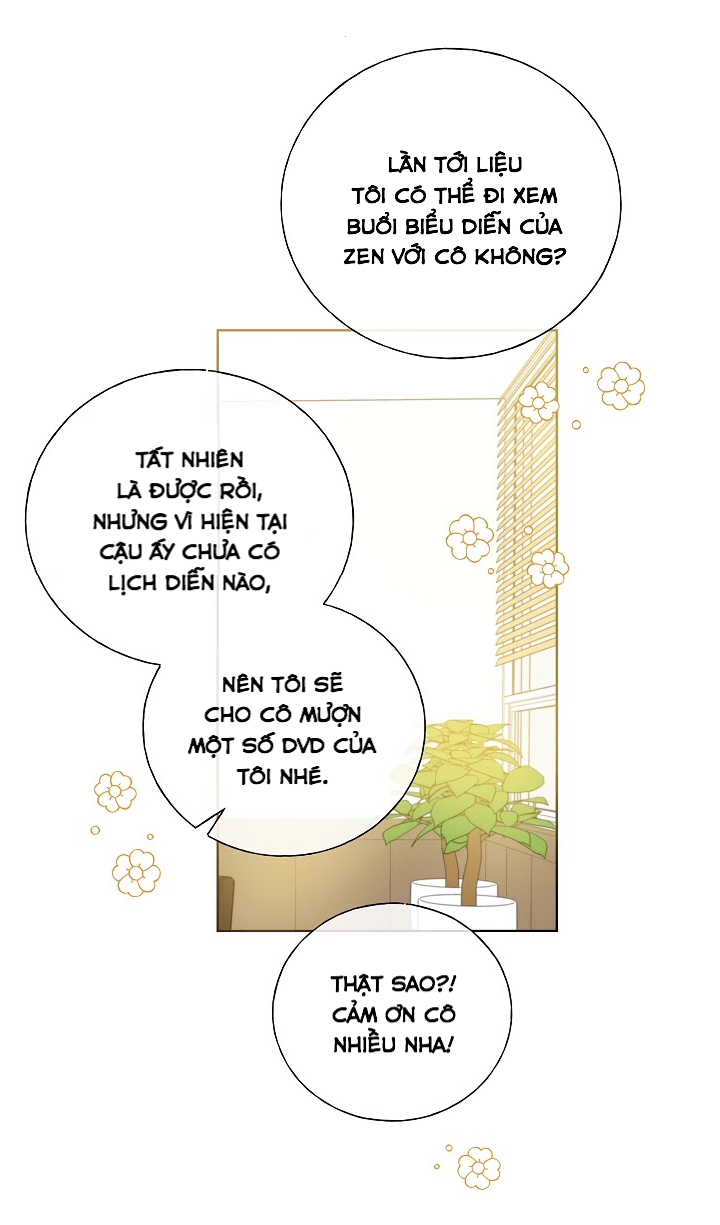 LẦN TỚI LIỆU
TÔI CÓ THỂ ĐI XEM
BUỔI BIỂU DIỄN CỦA
ZEN VỚI CÔ KHÔNG?
TẤT NHIÊN
LÀ ĐƯỢC RỒI,
NHƯNG VÌ HIỆN TẠI
CẬU ẤY CHƯA CÓ
LỊCH DIỄN NÀO,
NÊN TÔI SẼ
CHO CÔ MƯỢN
MỘT SỐ DVD CỦA
TÔI NHÉ.
THẬT SAO?!
CẢM ƠN CÔ
NHIỀU NHA!